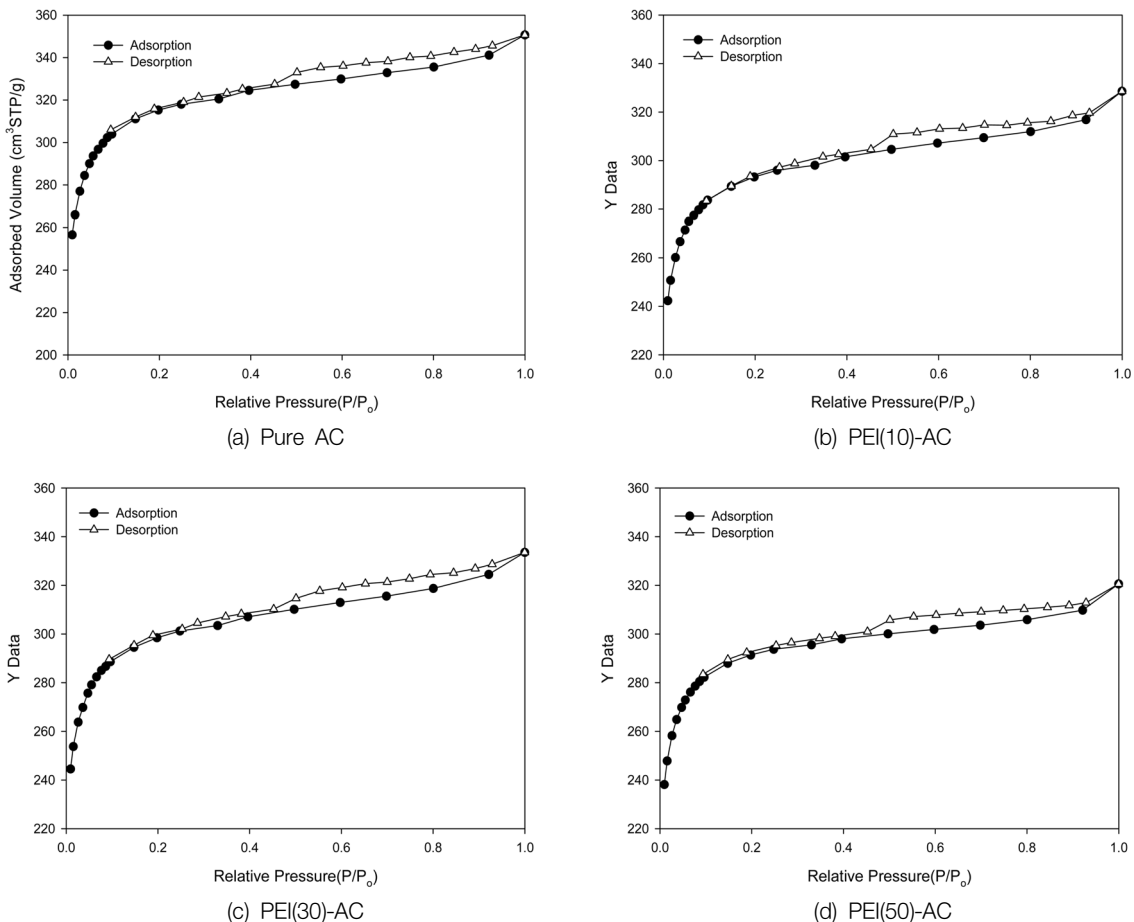 360
340
320
300
280
260
240
220
200
Adsorbed Volume (cm³STP/g)
Adsorption
Desorption
0.0 0.2 0.4 0.6 0.8 1.0
Relative Pressure(P/Pₒ)
(a) Pure AC
360
340
320
300
280
260
240
220
Y Data
Adsorption
Desorption
0.0 0.2 0.4 0.6 0.8 1.0
Relative Pressure(P/Pₒ)
(b) PEI(10)-AC
360
340
320
300
280
260
240
220
Y Data
Adsorption
Desorption
0.0 0.2 0.4 0.6 0.8 1.0
Relative Pressure(P/Pₒ)
(c) PEI(30)-AC
360
340
320
300
280
260
240
220
Y Data
Adsorption
Desorption
0.0 0.2 0.4 0.6 0.8 1.0
Relative Pressure(P/Pₒ)
(d) PEI(50)-AC